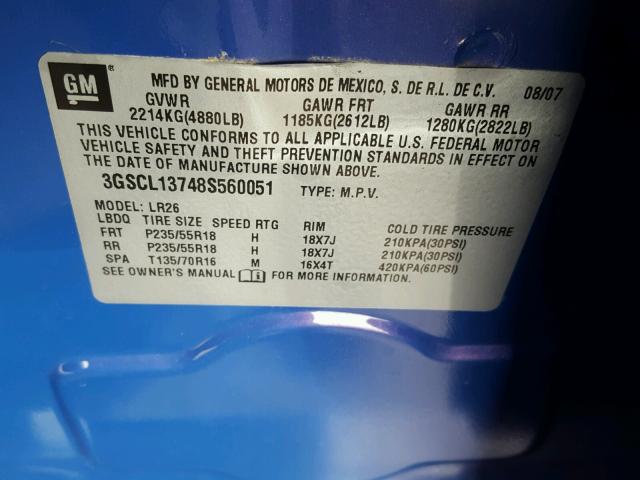 GM ®
MFD BY GENERAL MOTORS DE MEXICO, S. DE R.L. DE C.V. 08/07
GVWR GAWR FRT GAWR RR
2214KG(4880LB) 1185KG(2612LB) 1280KG(2822LB)
THIS VEHICLE CONFORMS TO ALL APPLICABLE U.S. FEDERAL MOTOR
VEHICLE SAFETY AND THEFT PREVENTION STANDARDS IN EFFECT ON
THE DATE OF MANUFACTURE SHOWN ABOVE.
3GSCL13748S560051 TYPE: M.P.V.
MODEL: LR26
LBDQ TIRE SIZE SPEED RTG RIM COLD TIRE PRESSURE
FRT P235/55R18 H 18X7J 210KPA(30PSI)
RR P235/55R18 H 18X7J 210KPA(30PSI)
SPA T135/70R16 M 16X4T 420KPA(60PSI)
SEE OWNER'S MANUAL FOR MORE INFORMATION.